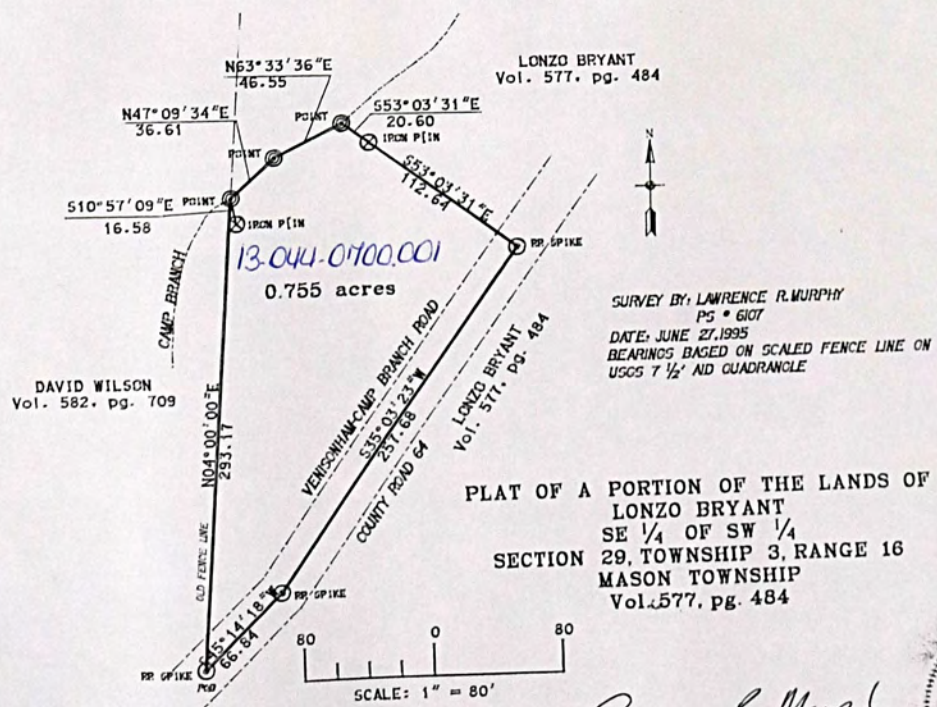 LONZO BRYANT
Vol. 577. pg. 484
N63°33'36"E
46.55
N47°09'34"E
36.61
POINT
S53°03'31"E
20.60
IRON P[IN
POINT
S53°03'31"E
112.64
N
S10°57'09"E
16.58
POINT
IRON P[IN
RR SPIKE
13-044-0700.001
0.755 acres
CAMP BRANCH
SURVEY BY: LAWRENCE R. MURPHY
PS # 6107
DATE: JUNE 27, 1995
BEARINGS BASED ON SCALED FENCE LINE ON
USGS 7 1/2' AID QUADRANGLE
DAVID WILSON
Vol. 582. pg. 709
N04°00'00"E
293.17
VENISONHAM-CAMP BRANCH ROAD
S35°03'23"W
257.68
COUNTY ROAD 64
LONZO BRYANT
Vol. 577, pg. 484
PLAT OF A PORTION OF THE LANDS OF
LONZO BRYANT
SE 1/4 OF SW 1/4
SECTION 29, TOWNSHIP 3, RANGE 16
MASON TOWNSHIP
Vol. 577, pg. 484
OLD FENCE LINE
RR SPIKE
S45°14'18"W
66.84
RR SPIKE
POB
80 0 80
SCALE: 1" = 80'